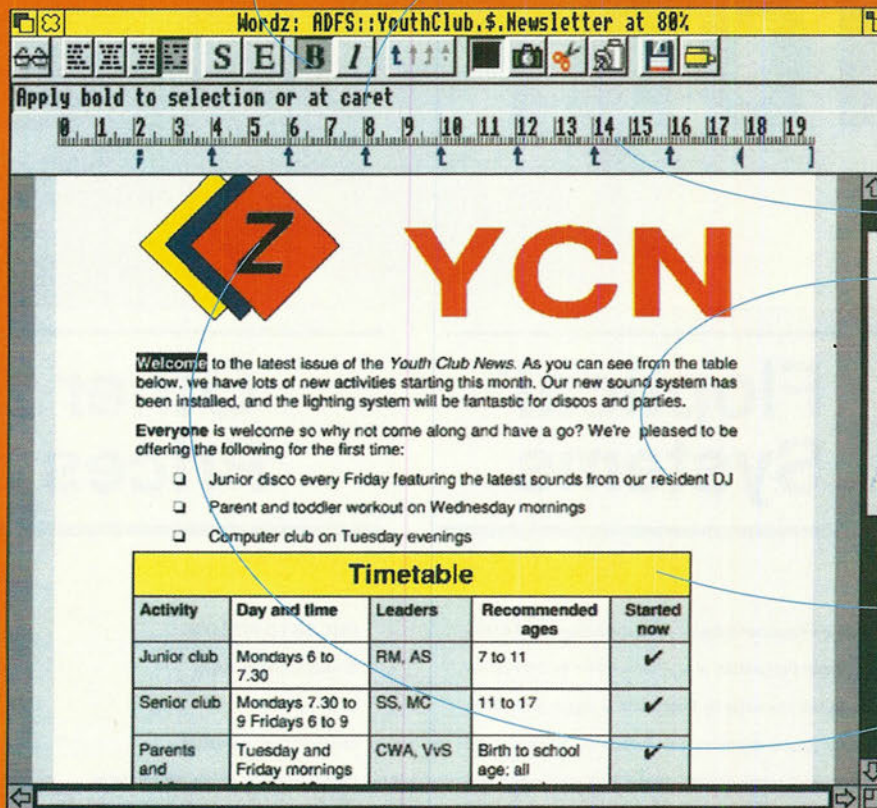 Wordz: ADFS::YouthClub.$.Newsletter at 80%
S E B I
Apply bold to selection or at caret
0 1 2 3 4 5 6 7 8 9 10 11 12 13 14 15 16 17 18 19
Z YCN
Welcome to the latest issue of the Youth Club News. As you can see from the table
below, we have lots of new activities starting this month. Our new sound system has
been installed, and the lighting system will be fantastic for discos and parties.
Everyone is welcome so why not come along and have a go? We're pleased to be
offering the following for the first time:
❑ Junior disco every Friday featuring the latest sounds from our resident DJ
❑ Parent and toddler workout on Wednesday mornings
❑ Computer club on Tuesday evenings
Timetable
Activity Day and time Leaders Recommended Started
ages now
Junior club Mondays 6 to RM, AS 7 to 11 ✔
7.30
Senior club Mondays 7.30 to SS, MC 11 to 17 ✔
9 Fridays 6 to 9
Parents Tuesday and CWA, VvS Birth to school ✔
and Friday mornings age; all